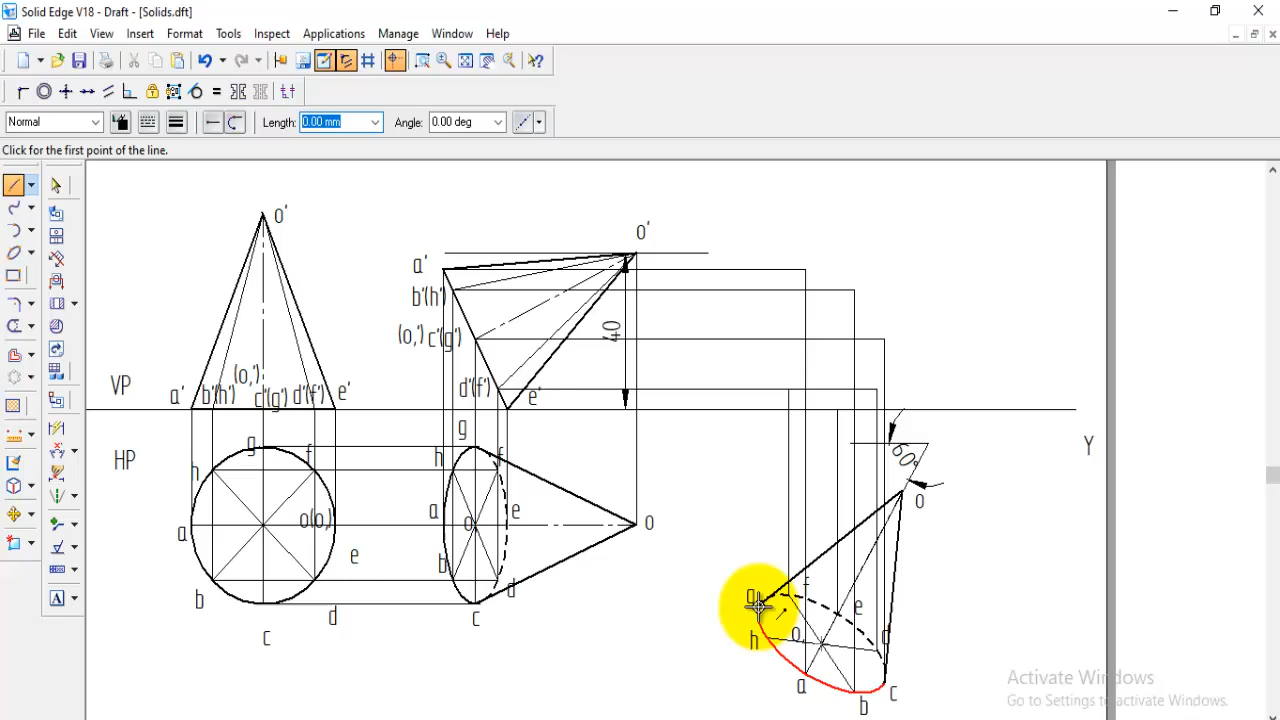 Solid Edge V18 - Draft - [Solids.dft]
File Edit View Insert Format Tools Inspect Applications Manage Window Help
Normal Length: 0.00 mm Angle: 0.00 deg
Click for the first point of the line.
o' o'
a'
b'(h')
(o,') c'(g') 40
VP (o,') d'(f')
a' b'(h') c'(g') d'(f') e' e'
g g Y
HP h f h f 60°
a o(o,) a o e o o
e b d g f
b d h o, e d
c c a b c
Activate Windows
Go to Settings to activate Windows.